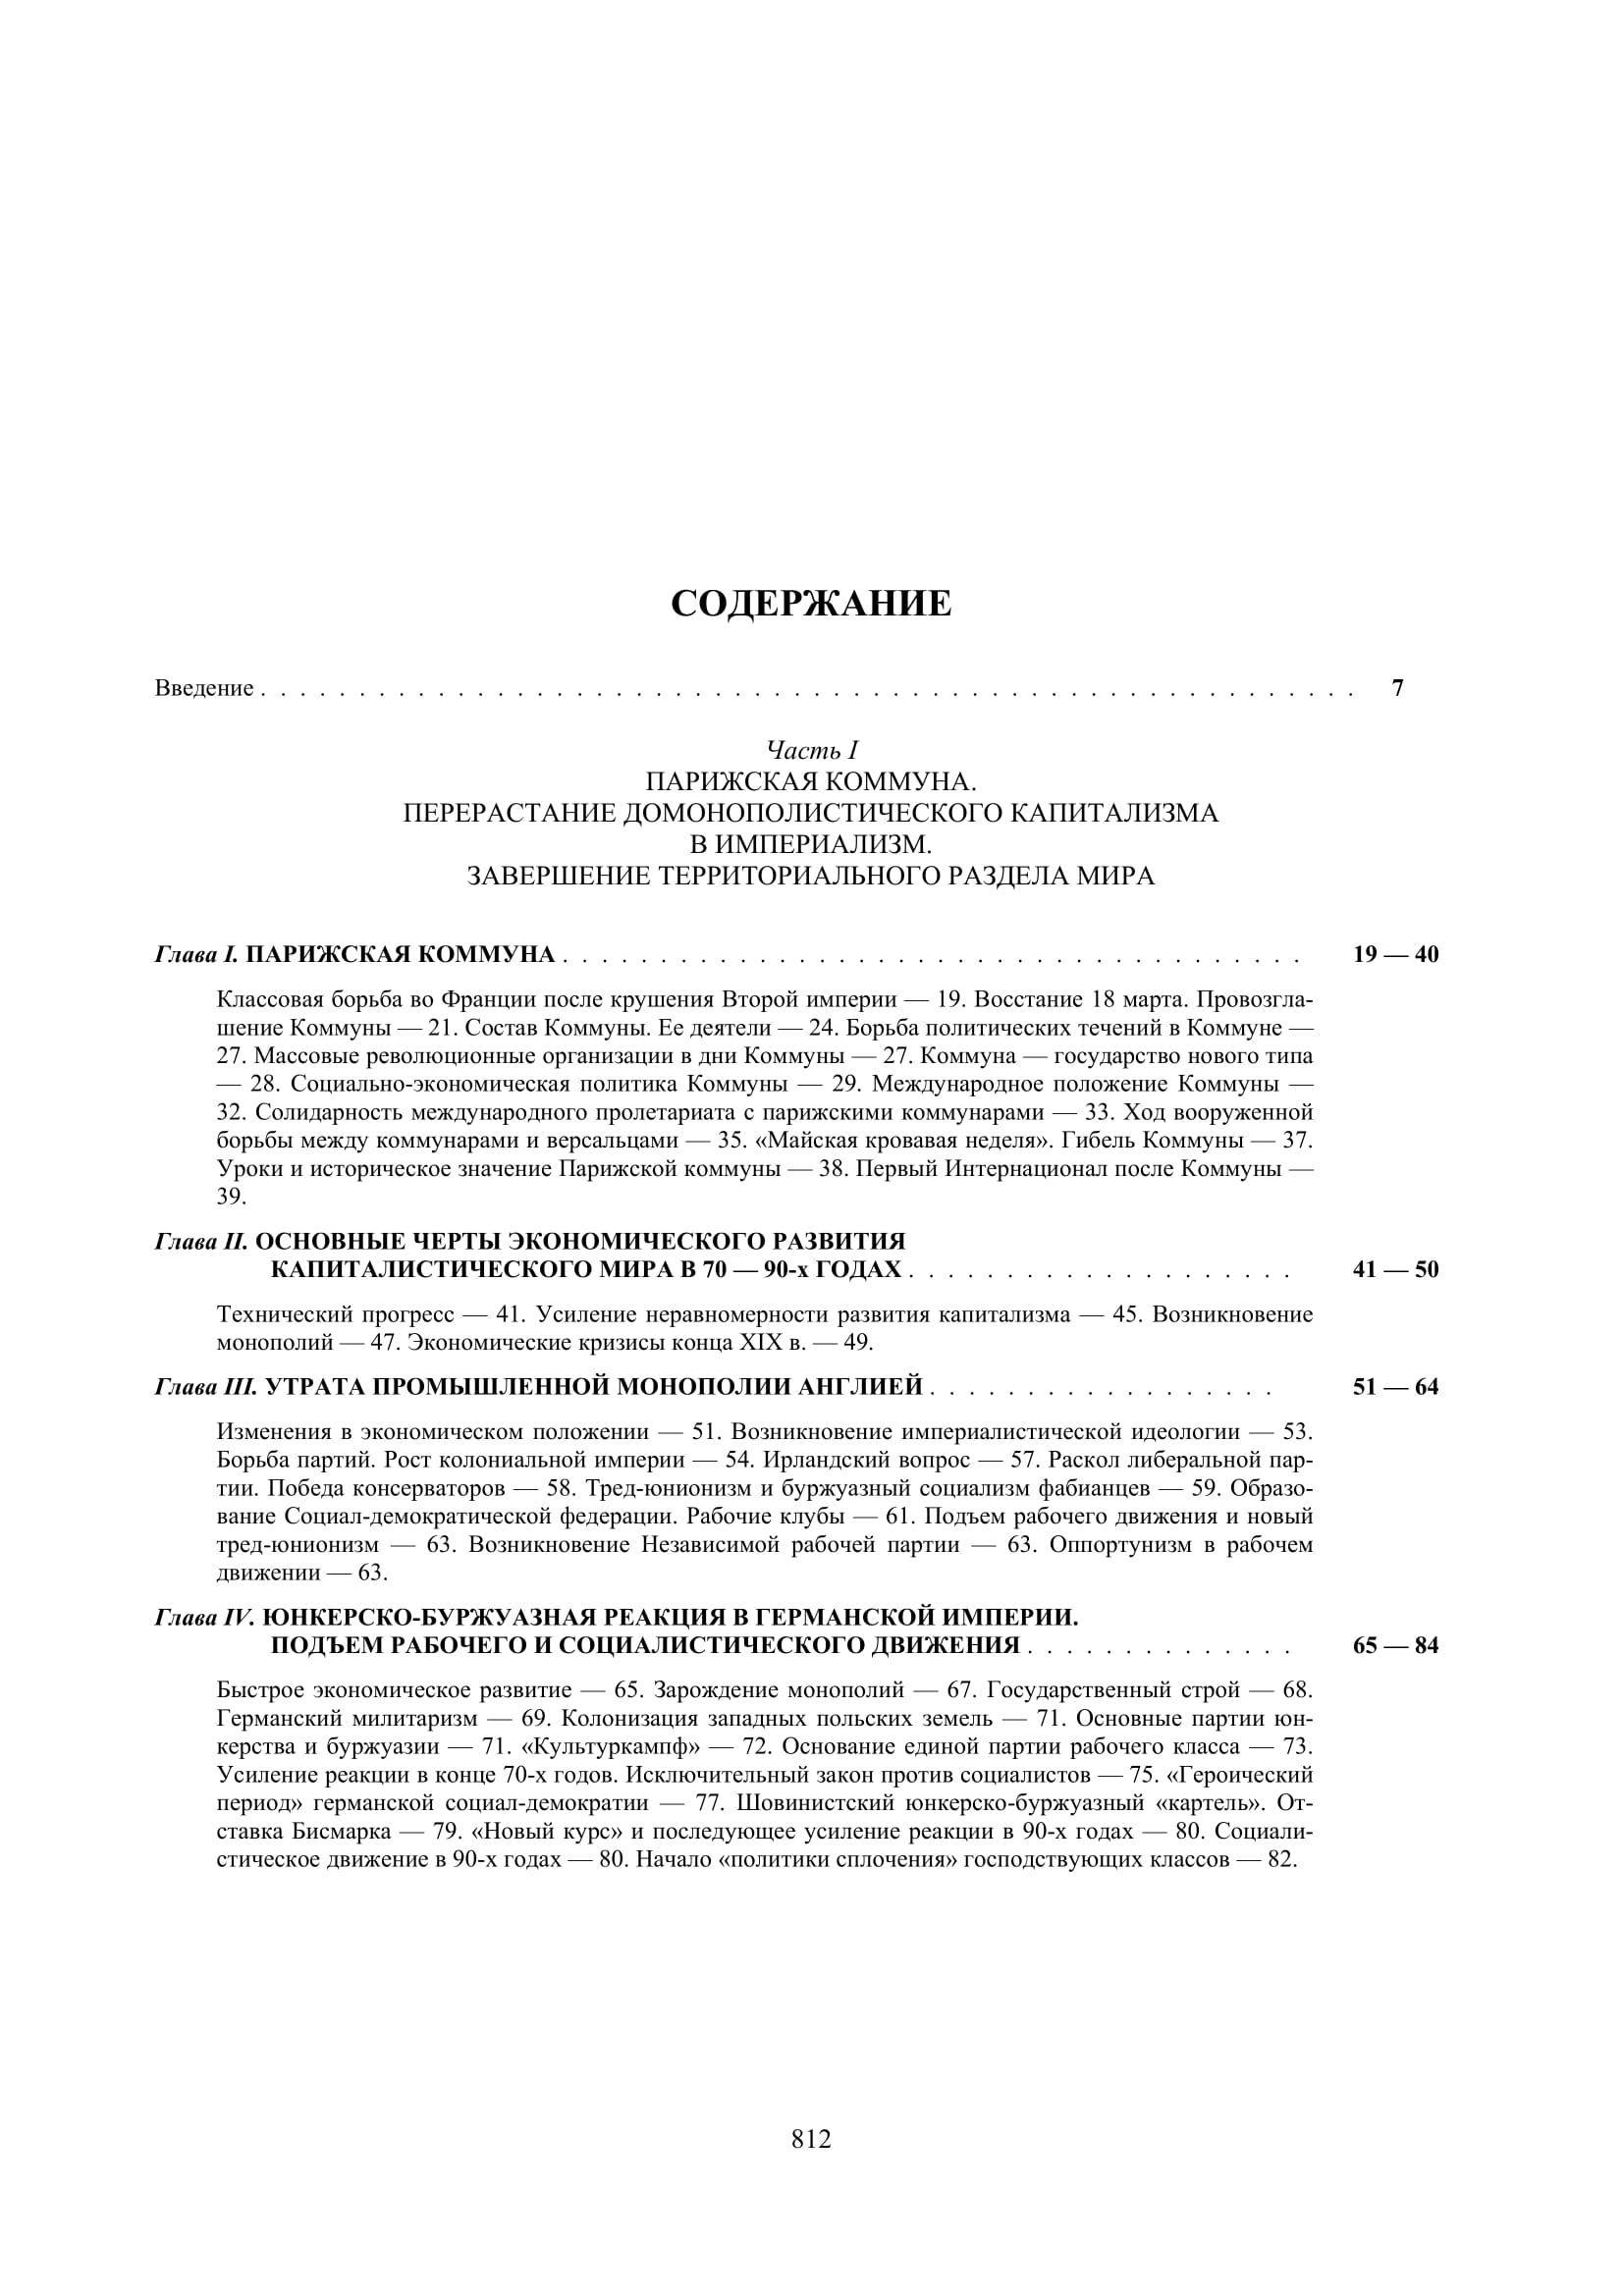 СОДЕРЖАНИЕ
Введение . . . . . . . . . . . . . . . . . . . . . . . . . . . . . . . . . . . . . . . . . . . . . . . . . . . . . . . . 7
Часть I
ПАРИЖСКАЯ КОММУНА.
ПЕРЕРАСТАНИЕ ДОМОНОПОЛИСТИЧЕСКОГО КАПИТАЛИЗМА
В ИМПЕРИАЛИЗМ.
ЗАВЕРШЕНИЕ ТЕРРИТОРИАЛЬНОГО РАЗДЕЛА МИРА
Глава I. ПАРИЖСКАЯ КОММУНА . . . . . . . . . . . . . . . . . . . . . . . . . . . . . . . . . . . . . . 19 — 40
Классовая борьба во Франции после крушения Второй империи — 19. Восстание 18 марта. Провозгла-
шение Коммуны — 21. Состав Коммуны. Ее деятели — 24. Борьба политических течений в Коммуне —
27. Массовые революционные организации в дни Коммуны — 27. Коммуна — государство нового типа
— 28. Социально-экономическая политика Коммуны — 29. Международное положение Коммуны —
32. Солидарность международного пролетариата с парижскими коммунарами — 33. Ход вооруженной
борьбы между коммунарами и версальцами — 35. «Майская кровавая неделя». Гибель Коммуны — 37.
Уроки и историческое значение Парижской коммуны — 38. Первый Интернационал после Коммуны —
39.
Глава II. ОСНОВНЫЕ ЧЕРТЫ ЭКОНОМИЧЕСКОГО РАЗВИТИЯ
КАПИТАЛИСТИЧЕСКОГО МИРА В 70 — 90-х ГОДАХ . . . . . . . . . . . . . . . . . . . . 41 — 50
Технический прогресс — 41. Усиление неравномерности развития капитализма — 45. Возникновение
монополий — 47. Экономические кризисы конца XIX в. — 49.
Глава III. УТРАТА ПРОМЫШЛЕННОЙ МОНОПОЛИИ АНГЛИЕЙ . . . . . . . . . . . . . . . . . . 51 — 64
Изменения в экономическом положении — 51. Возникновение империалистической идеологии — 53.
Борьба партий. Рост колониальной империи — 54. Ирландский вопрос — 57. Раскол либеральной пар-
тии. Победа консерваторов — 58. Тред-юнионизм и буржуазный социализм фабианцев — 59. Образо-
вание Социал-демократической федерации. Рабочие клубы — 61. Подъем рабочего движения и новый
тред-юнионизм — 63. Возникновение Независимой рабочей партии — 63. Оппортунизм в рабочем
движении — 63.
Глава IV. ЮНКЕРСКО-БУРЖУАЗНАЯ РЕАКЦИЯ В ГЕРМАНСКОЙ ИМПЕРИИ.
ПОДЪЕМ РАБОЧЕГО И СОЦИАЛИСТИЧЕСКОГО ДВИЖЕНИЯ . . . . . . . . . . . . . . 65 — 84
Быстрое экономическое развитие — 65. Зарождение монополий — 67. Государственный строй — 68.
Германский милитаризм — 69. Колонизация западных польских земель — 71. Основные партии юн-
керства и буржуазии — 71. «Культуркампф» — 72. Основание единой партии рабочего класса — 73.
Усиление реакции в конце 70-х годов. Исключительный закон против социалистов — 75. «Героический
период» германской социал-демократии — 77. Шовинистский юнкерско-буржуазный «картель». От-
ставка Бисмарка — 79. «Новый курс» и последующее усиление реакции в 90-х годах — 80. Социали-
стическое движение в 90-х годах — 80. Начало «политики сплочения» господствующих классов — 82.
812